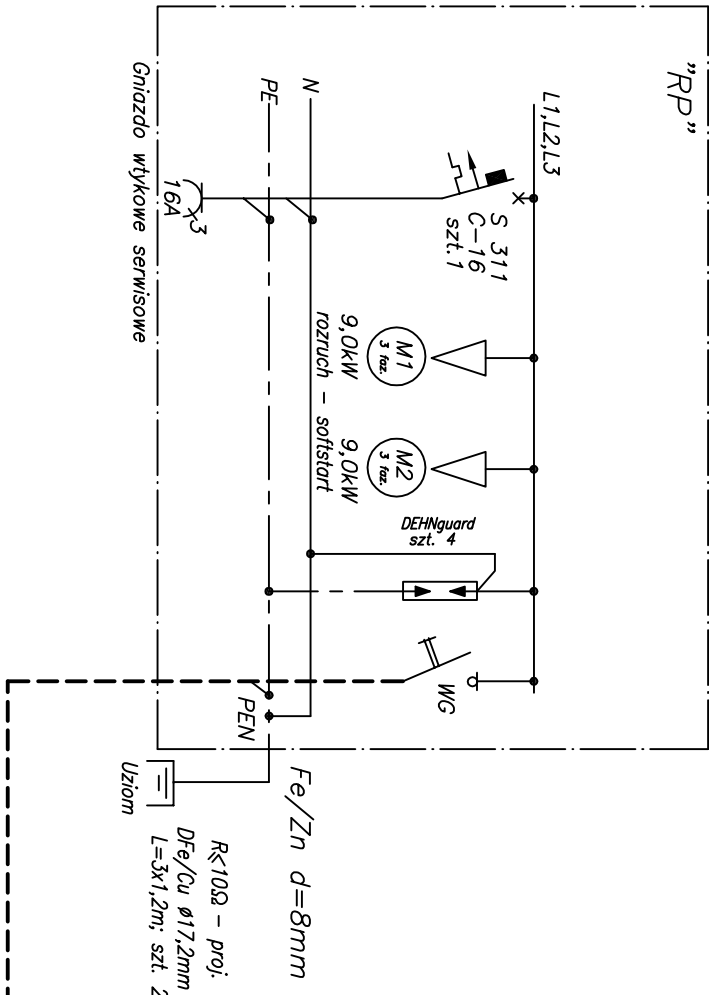 "RP"
L1,L2,L3
N
PE
Gniazdo wtykowe serwisowe
16A
3
S 311
C-16
szt.1
M1
3 faz.
9,0kW
M2
3 faz.
9,0kW
rozruch - softstart
DEHNguard
szt. 4
WG
PEN
Uziom
Fe/Zn d=8mm
R≤10Ω - proj.
DFe/Cu ø17,2mm
L=3x1,2m; szt. 2